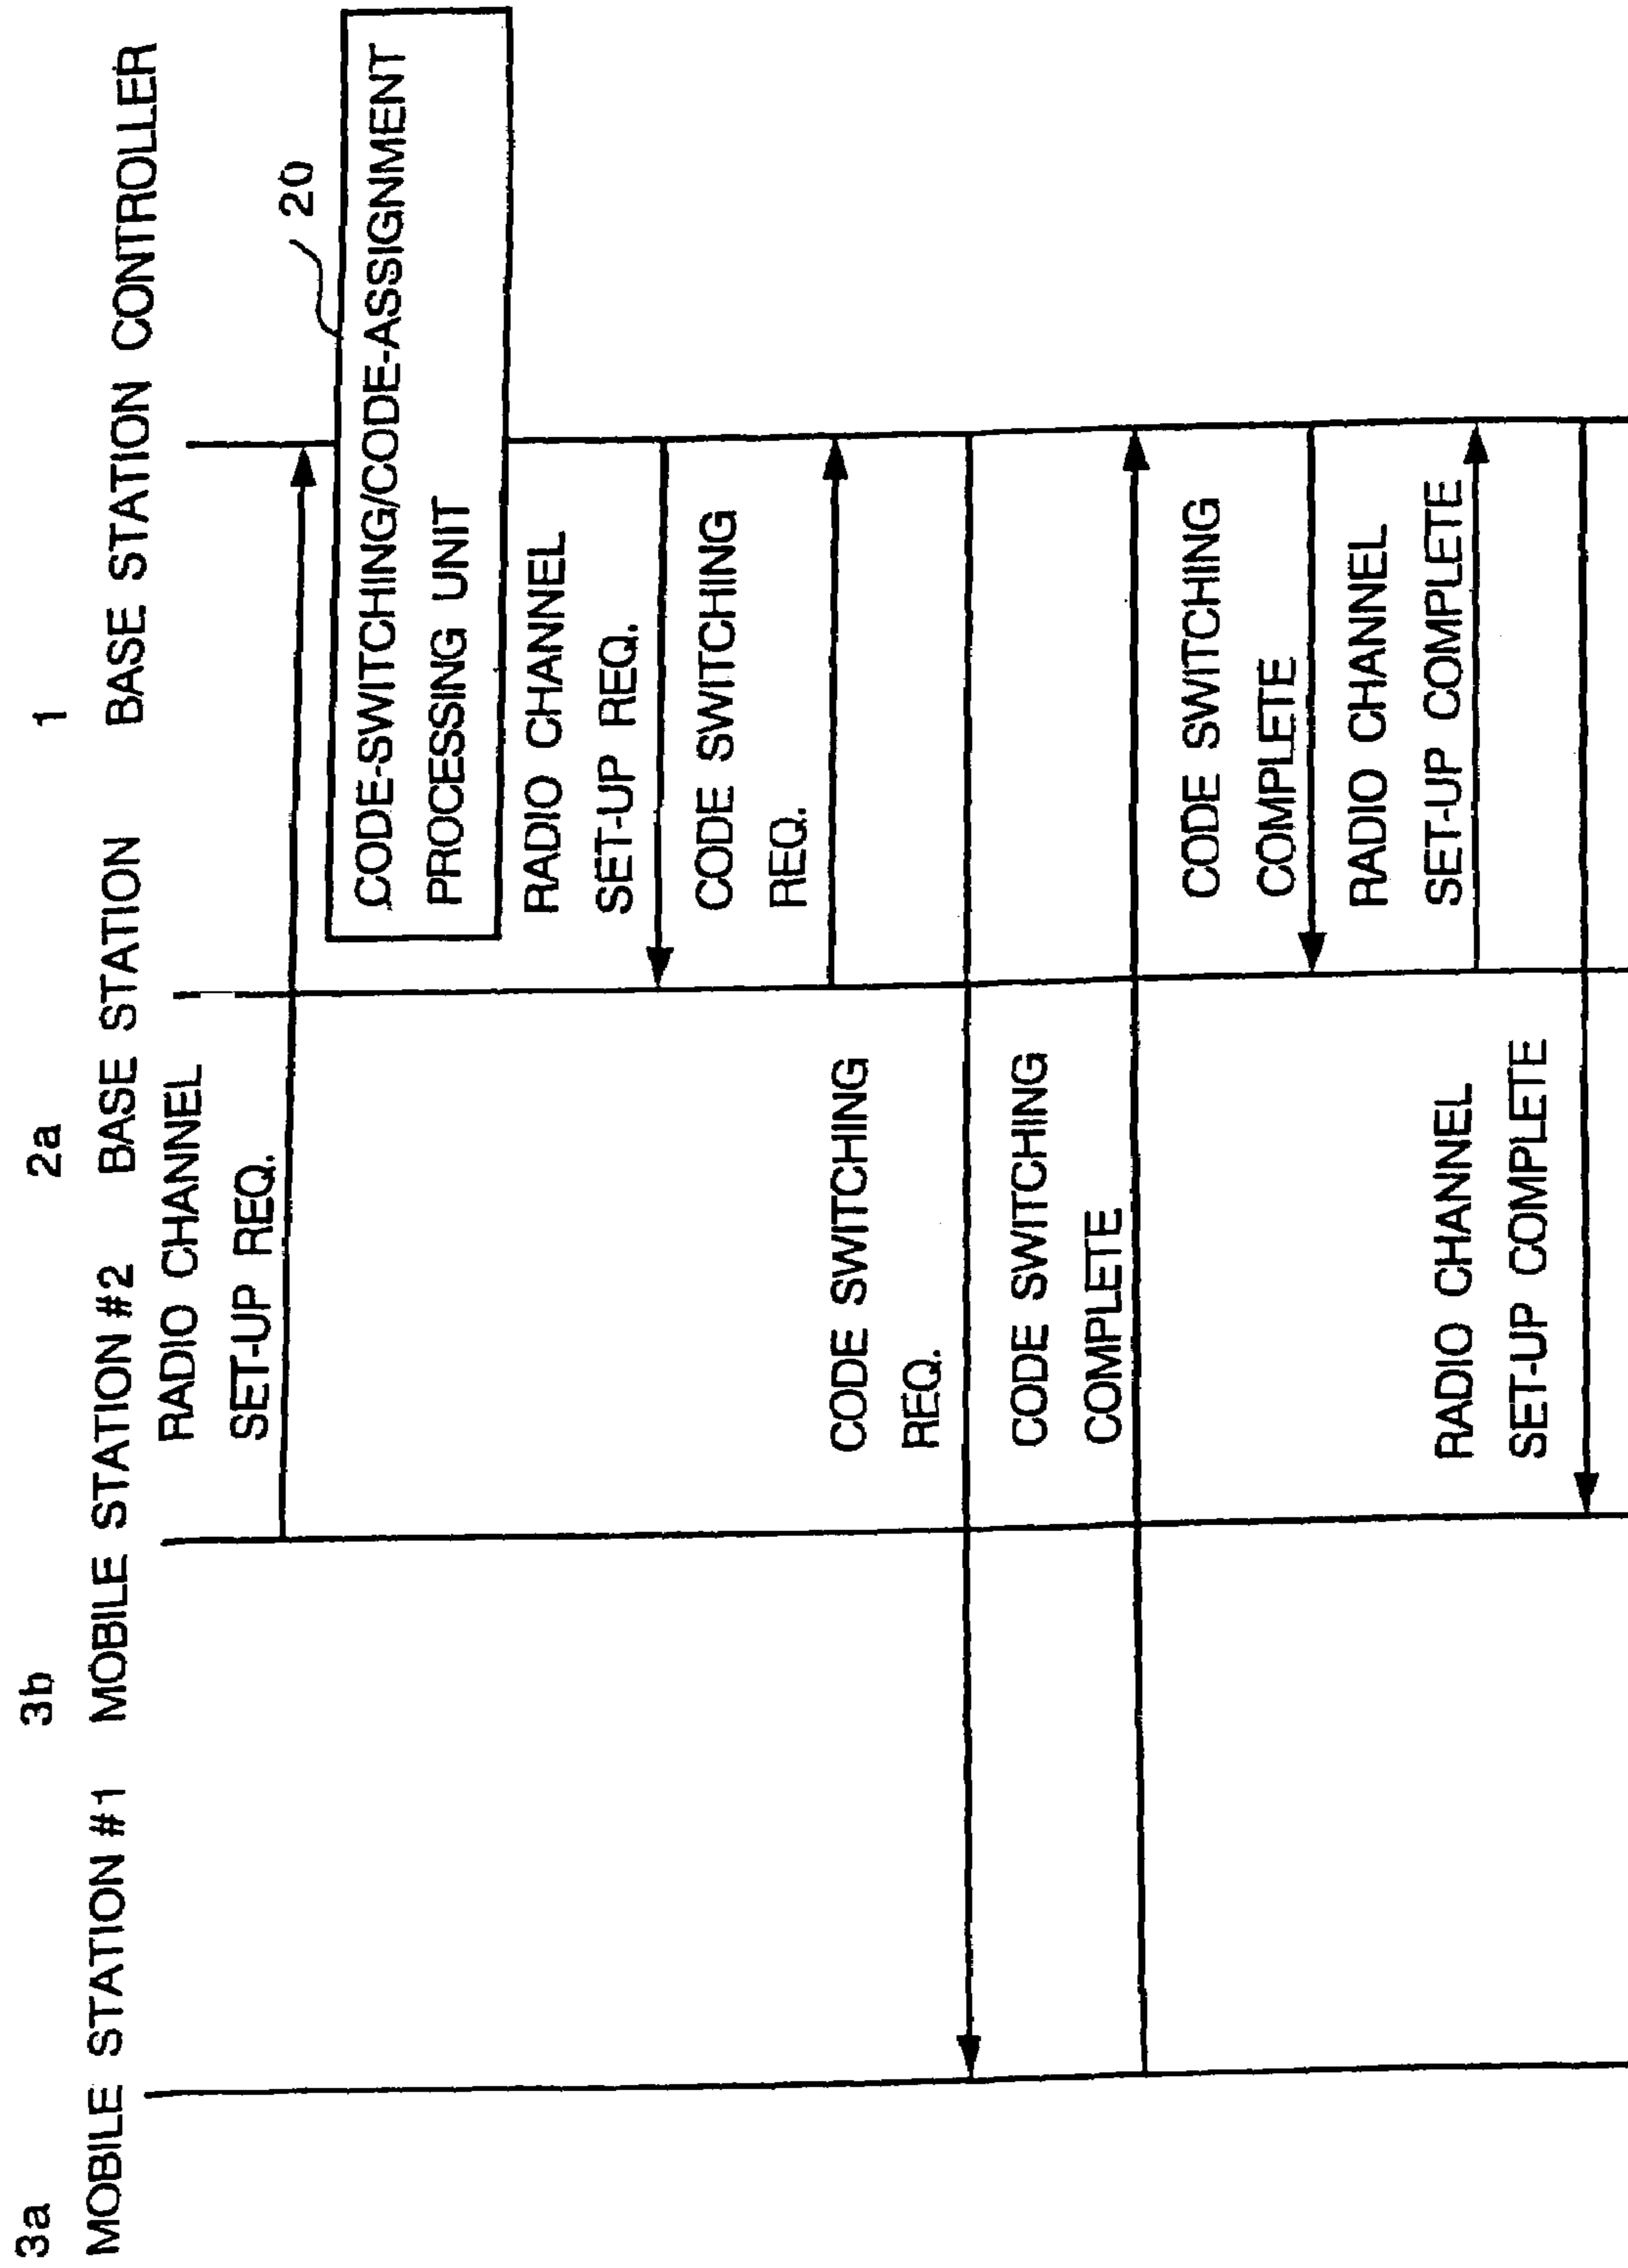 3a
3b
2a
1
MOBILE STATION #1
MOBILE STATION #2
BASE STATION
BASE STATION CONTROLLER
RADIO CHANNEL
SET-UP REQ.
20
CODE-SWITCHING/CODE-ASSIGNMENT
PROCESSING UNIT
RADIO CHANNEL
SET-UP REQ.
CODE SWITCHING
REQ.
CODE SWITCHING
REQ.
CODE SWITCHING
COMPLETE
CODE SWITCHING
COMPLETE
RADIO CHANNEL
SET-UP COMPLETE
RADIO CHANNEL
SET-UP COMPLETE